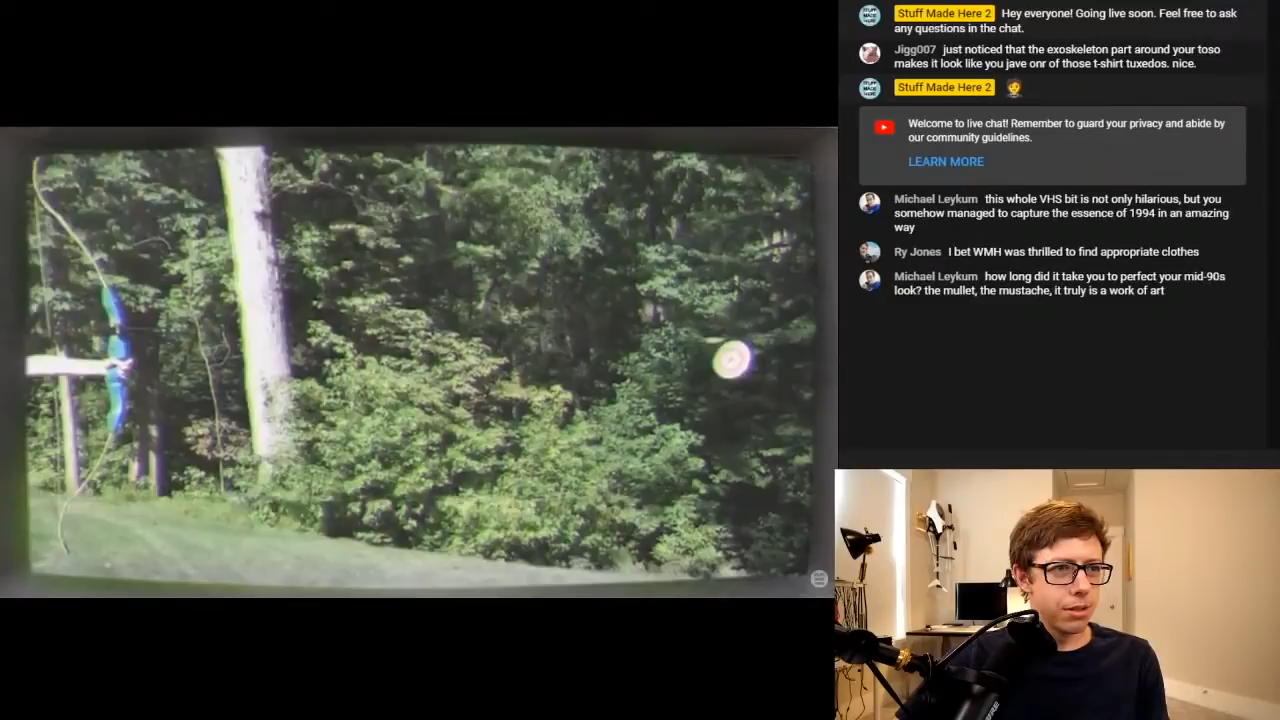 Stuff Made Here 2 Hey everyone! Going live soon. Feel free to ask
any questions in the chat.
Jigg007 just noticed that the exoskeleton part around your toso
makes it look like you jave onr of those t-shirt tuxedos. nice.
Stuff Made Here 2
Welcome to live chat! Remember to guard your privacy and abide by
our community guidelines.
LEARN MORE
Michael Leykum this whole VHS bit is not only hilarious, but you
somehow managed to capture the essence of 1994 in an amazing
way
Ry Jones I bet WMH was thrilled to find appropriate clothes
Michael Leykum how long did it take you to perfect your mid-90s
look? the mullet, the mustache, it truly is a work of art